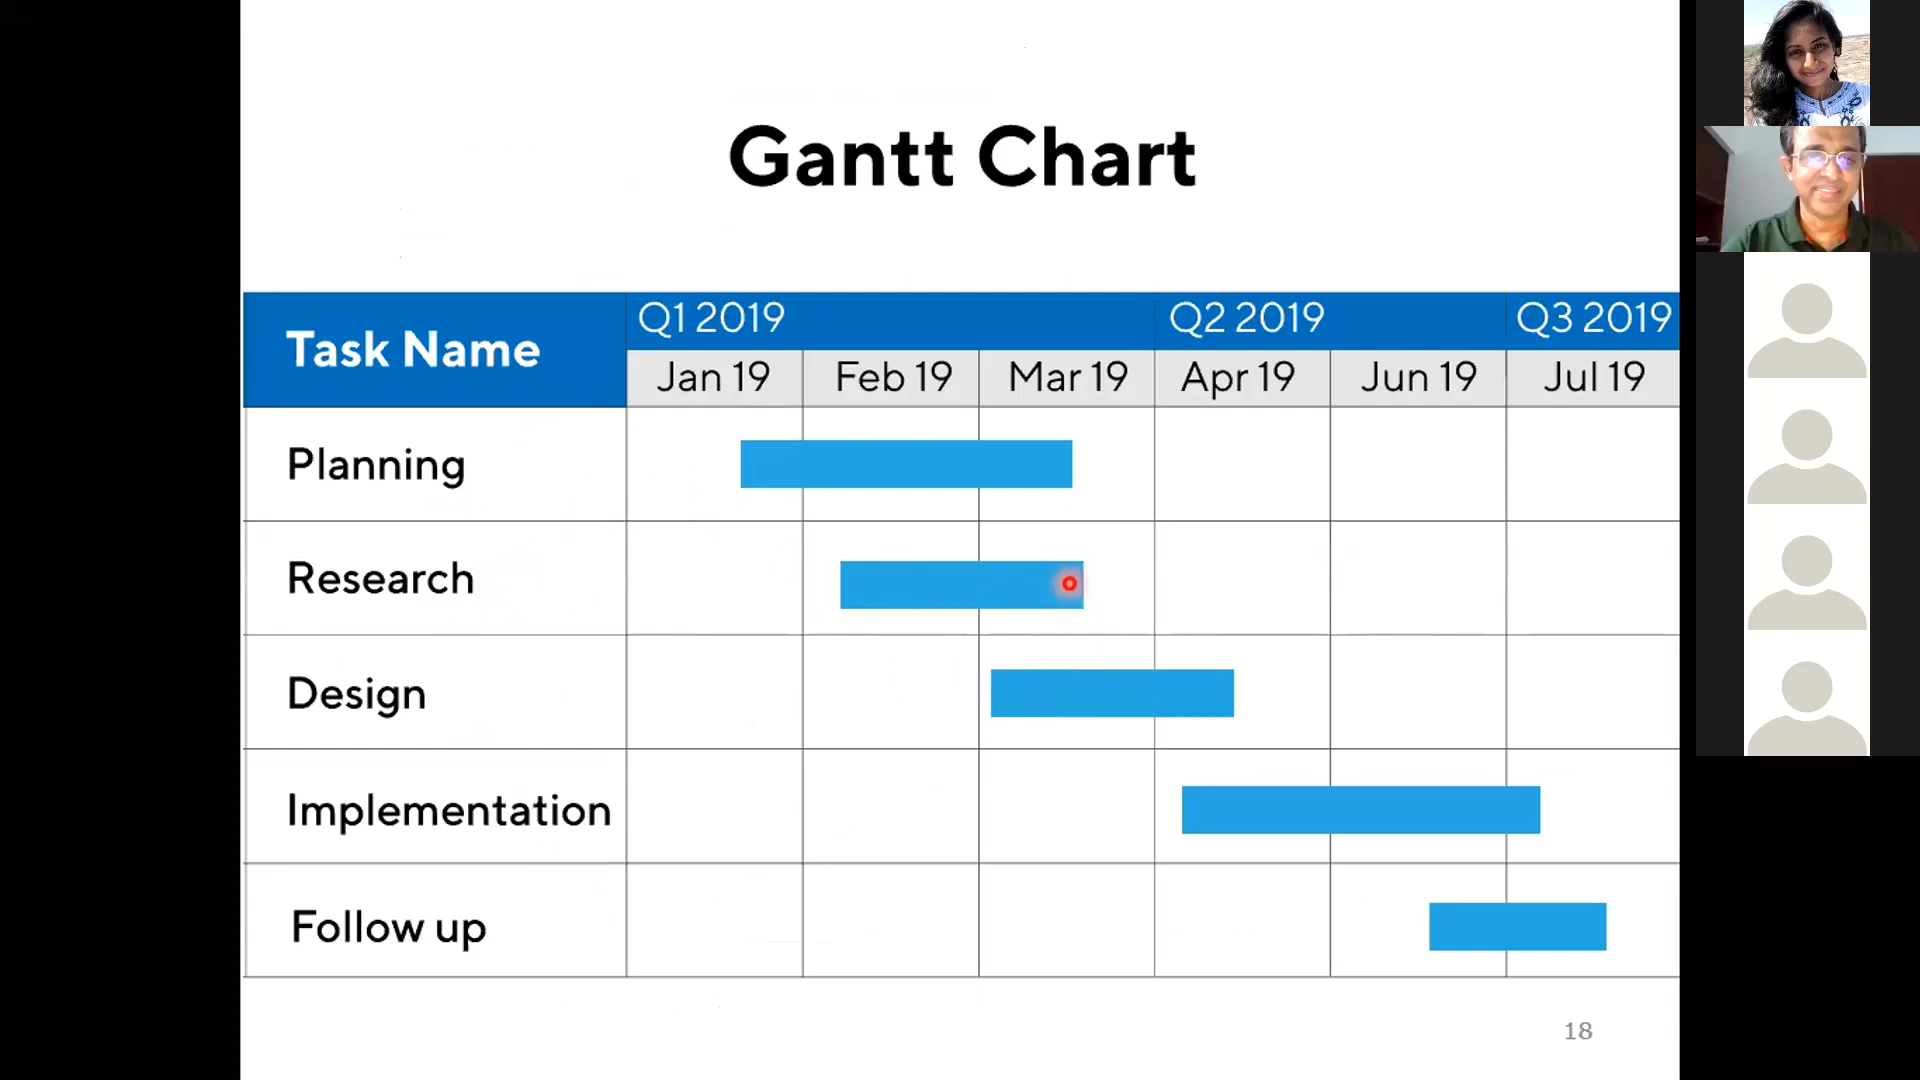 Gantt Chart
Task Name
Q1 2019 Q2 2019 Q3 2019
Jan 19 Feb 19 Mar 19 Apr 19 Jun 19 Jul 19
Planning
Research
Design
Implementation
Follow up
18